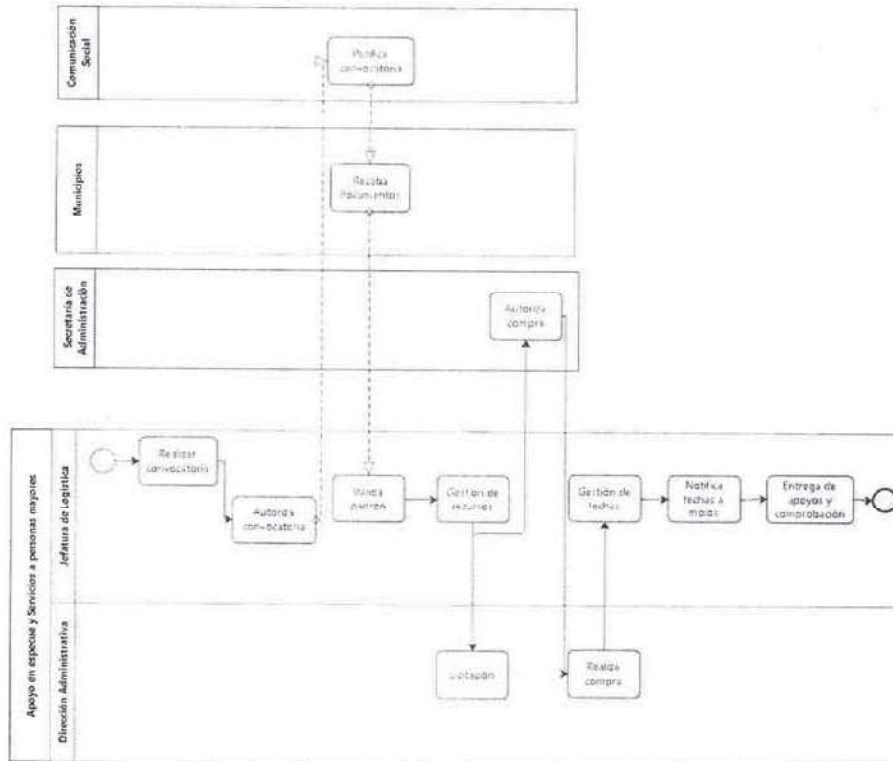 Comunicación
Social
Publica
convocatoria
Municipios
Recaba
documentos
Secretaría de
Administración
Autoriza
compra
Apoyo en especie y Servicios a personas mayores
Jefatura de Logística
Realizar
convocatoria
Autoriza
convocatoria
Valida
padrón
Gestión de
recursos
Gestión de
fechas
Notifica
fechas a
mpios
Entrega de
apoyos y
comprobación
Dirección Administrativa
Licitación
Realiza
compra